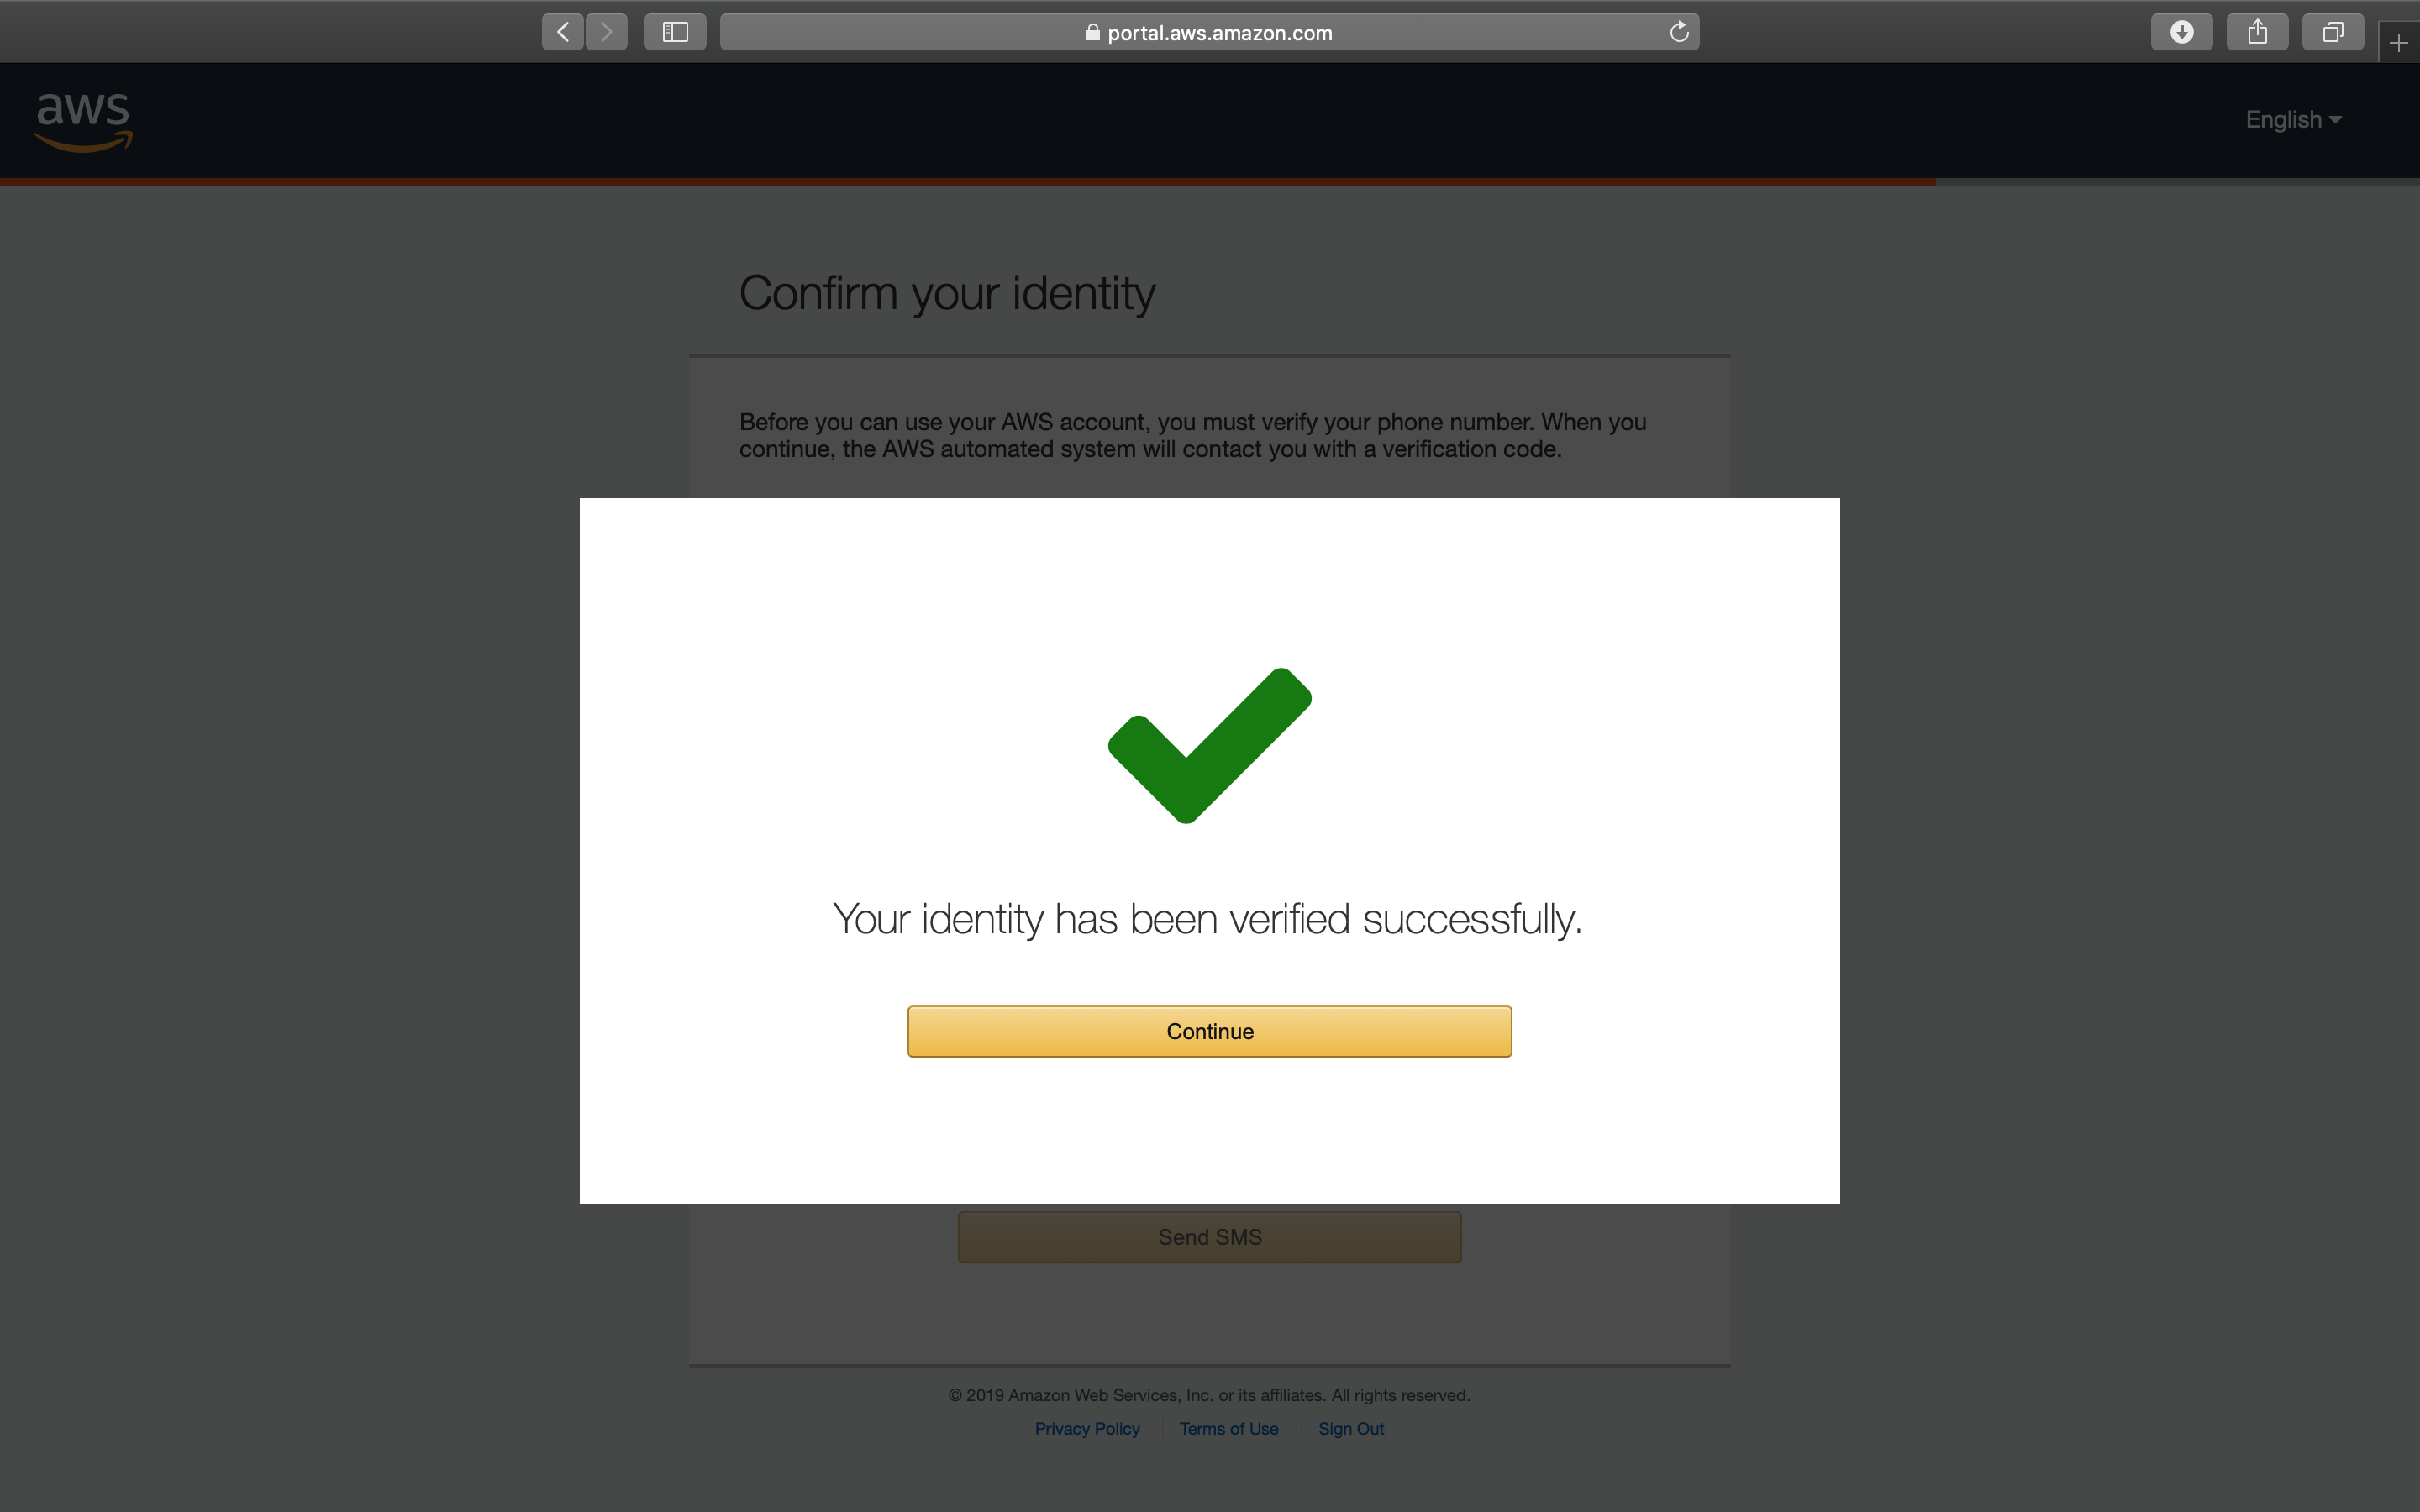 portal.aws.amazon.com
aws
English
Confirm your identity
Before you can use your AWS account, you must verify your phone number. When you
continue, the AWS automated system will contact you with a verification code.
Your identity has been verified successfully.
Continue
Send SMS
© 2019 Amazon Web Services, Inc. or its affiliates. All rights reserved.
Privacy Policy Terms of Use Sign Out